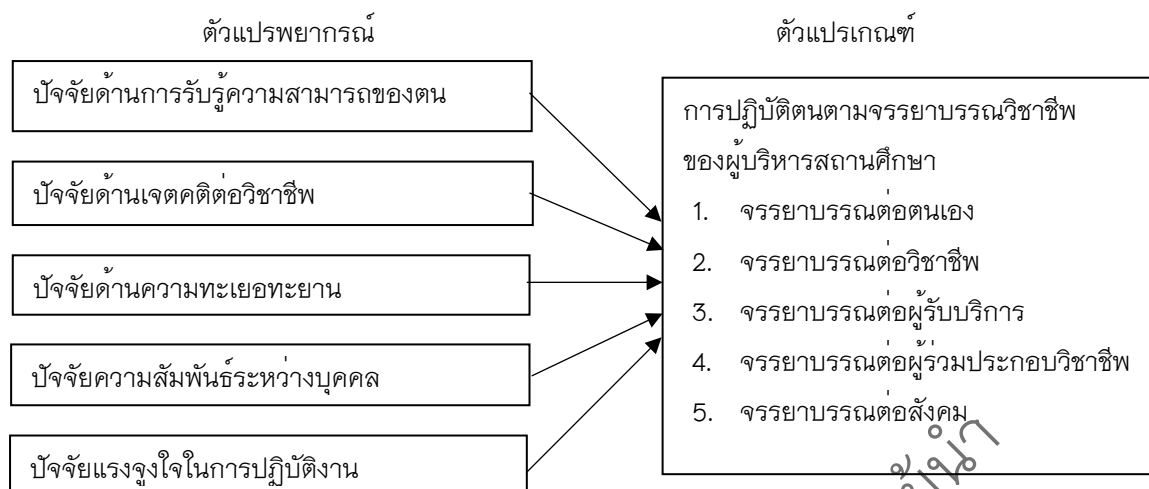 ตัวแปรพยากรณ์
ตัวแปรเกณฑ์
ปัจจัยด้านการรับรู้ความสามารถของตน
ปัจจัยด้านเจตคติต่อวิชาชีพ
ปัจจัยด้านความทะเยอทะยาน
ปัจจัยความสัมพันธ์ระหว่างบุคคล
ปัจจัยแรงจูงใจในการปฏิบัติงาน
การปฏิบัติตนตามจรรยาบรรณวิชาชีพ
ของผู้บริหารสถานศึกษา
1. จรรยาบรรณต่อตนเอง
2. จรรยาบรรณต่อวิชาชีพ
3. จรรยาบรรณต่อผู้รับบริการ
4. จรรยาบรรณต่อผู้ร่วมประกอบวิชาชีพ
5. จรรยาบรรณต่อสังคม